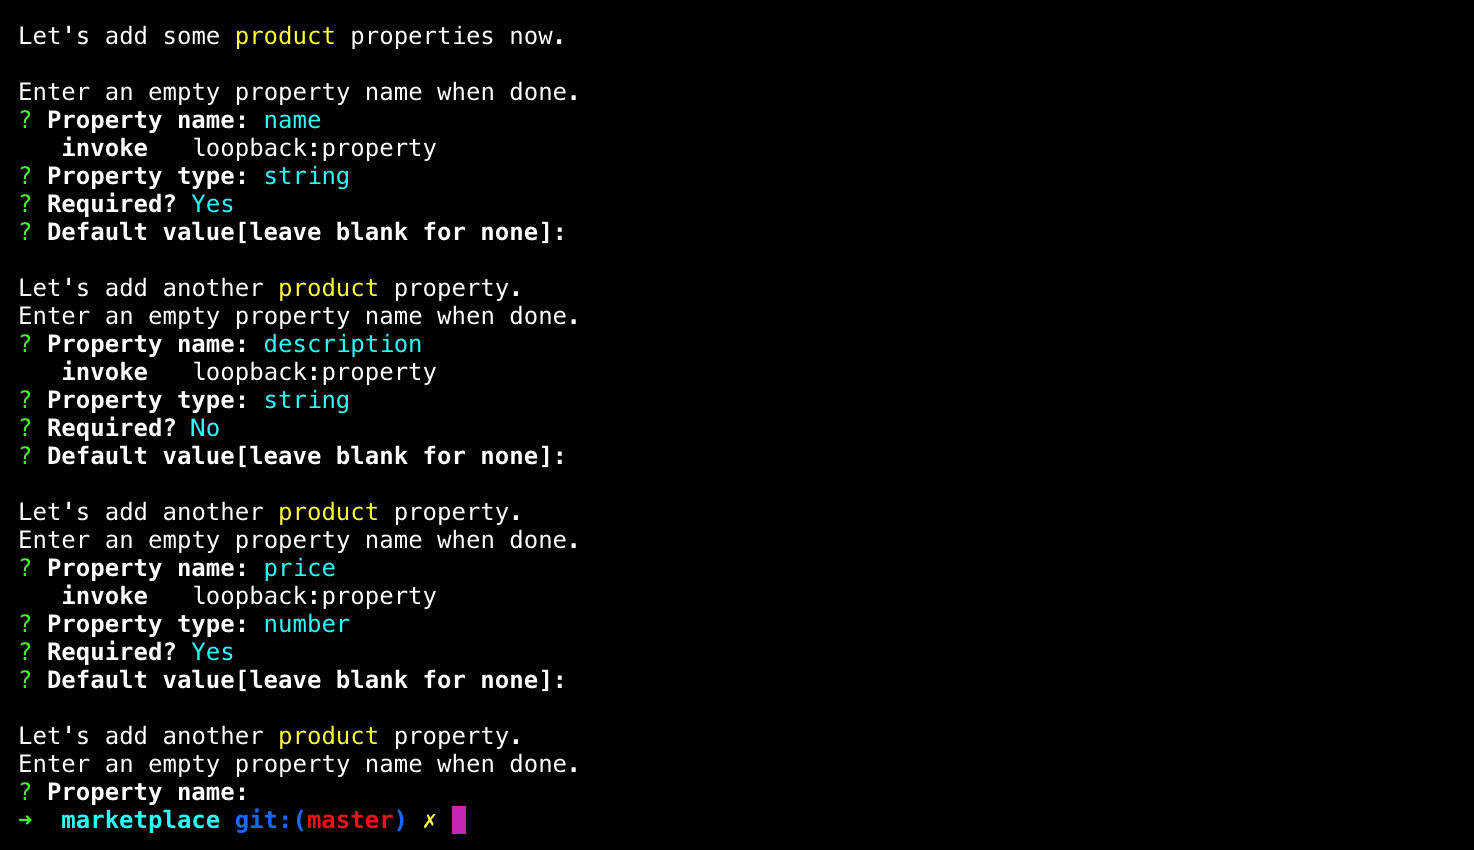 Let's add some product properties now.
Enter an empty property name when done.
? Property name: name
invoke loopback:property
? Property type: string
? Required? Yes
? Default value[leave blank for none]:
Let's add another product property.
Enter an empty property name when done.
? Property name: description
invoke loopback:property
? Property type: string
? Required? No
? Default value[leave blank for none]:
Let's add another product property.
Enter an empty property name when done.
? Property name: price
invoke loopback:property
? Property type: number
? Required? Yes
? Default value[leave blank for none]:
Let's add another product property.
Enter an empty property name when done.
? Property name:
→ marketplace git:(master) ✗